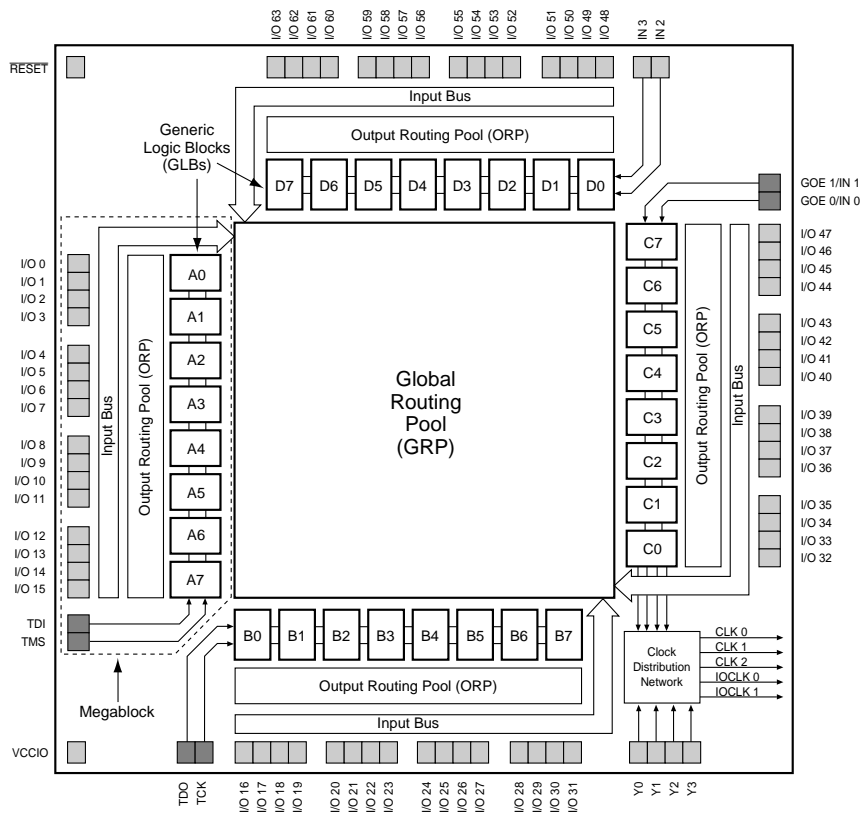 I/O 63
I/O 62
I/O 61
I/O 60
I/O 59
I/O 58
I/O 57
I/O 56
I/O 55
I/O 54
I/O 53
I/O 52
I/O 51
I/O 50
I/O 49
I/O 48
IN 3
IN 2
RESET
Input Bus
Output Routing Pool (ORP)
Generic
Logic Blocks
(GLBs)
D7
D6
D5
D4
D3
D2
D1
D0
GOE 1/IN 1
GOE 0/IN 0
I/O 0
I/O 1
I/O 2
I/O 3
I/O 4
I/O 5
I/O 6
I/O 7
I/O 8
I/O 9
I/O 10
I/O 11
I/O 12
I/O 13
I/O 14
I/O 15
TDI
TMS
Input Bus
Output Routing Pool (ORP)
A0
A1
A2
A3
A4
A5
A6
A7
Global
Routing
Pool
(GRP)
C7
C6
C5
C4
C3
C2
C1
C0
Output Routing Pool (ORP)
Input Bus
I/O 47
I/O 46
I/O 45
I/O 44
I/O 43
I/O 42
I/O 41
I/O 40
I/O 39
I/O 38
I/O 37
I/O 36
I/O 35
I/O 34
I/O 33
I/O 32
B0
B1
B2
B3
B4
B5
B6
B7
Output Routing Pool (ORP)
Input Bus
Clock
Distribution
Network
CLK 0
CLK 1
CLK 2
IOCLK 0
IOCLK 1
Megablock
VCCIO
TDO
TCK
I/O 16
I/O 17
I/O 18
I/O 19
I/O 20
I/O 21
I/O 22
I/O 23
I/O 24
I/O 25
I/O 26
I/O 27
I/O 28
I/O 29
I/O 30
I/O 31
Y0
Y1
Y2
Y3